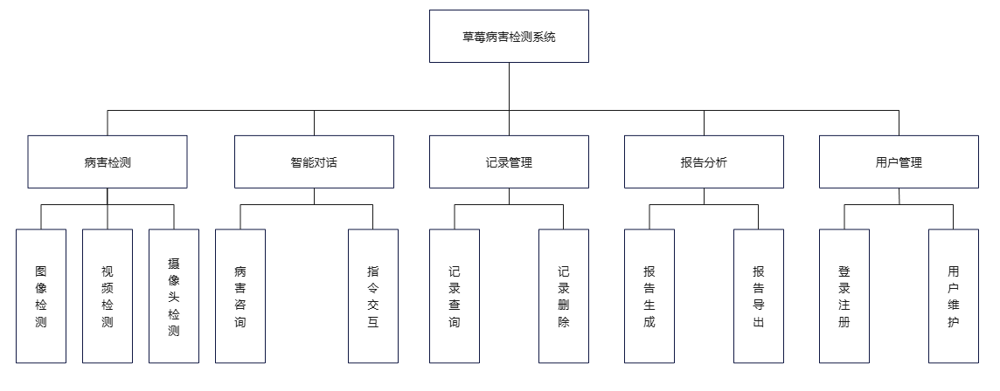 草莓病害检测系统
病害检测
智能对话
记录管理
报告分析
用户管理
图像检测
视频检测
摄像头检测
病害咨询
指令交互
记录查询
记录删除
报告生成
报告导出
登录注册
用户维护